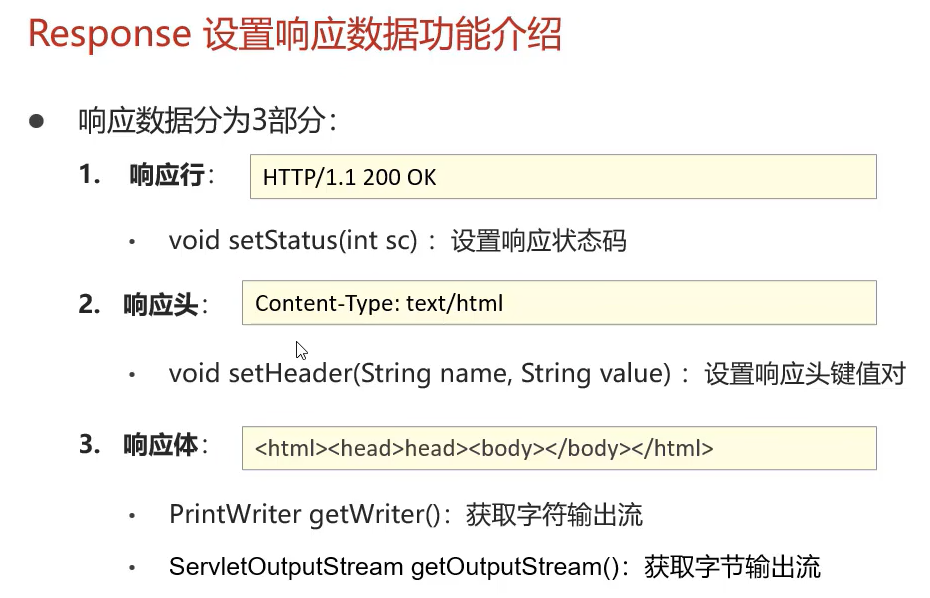 Response 设置响应数据功能介绍
● 响应数据分为3部分：
1. 响应行： HTTP/1.1 200 OK
• void setStatus(int sc) ：设置响应状态码
2. 响应头： Content-Type: text/html
• void setHeader(String name, String value) ：设置响应头键值对
3. 响应体： <html><head>head><body></body></html>
• PrintWriter getWriter()：获取字符输出流
• ServletOutputStream getOutputStream()：获取字节输出流